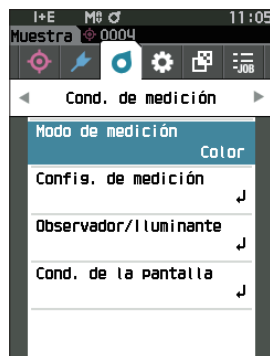 I+E M⁰ ♂ 11:05
Muestra 0004
-JOB
Cond. de medición
Modo de medición
Color
Config. de medición
Observador/Iluminante
Cond. de la pantalla